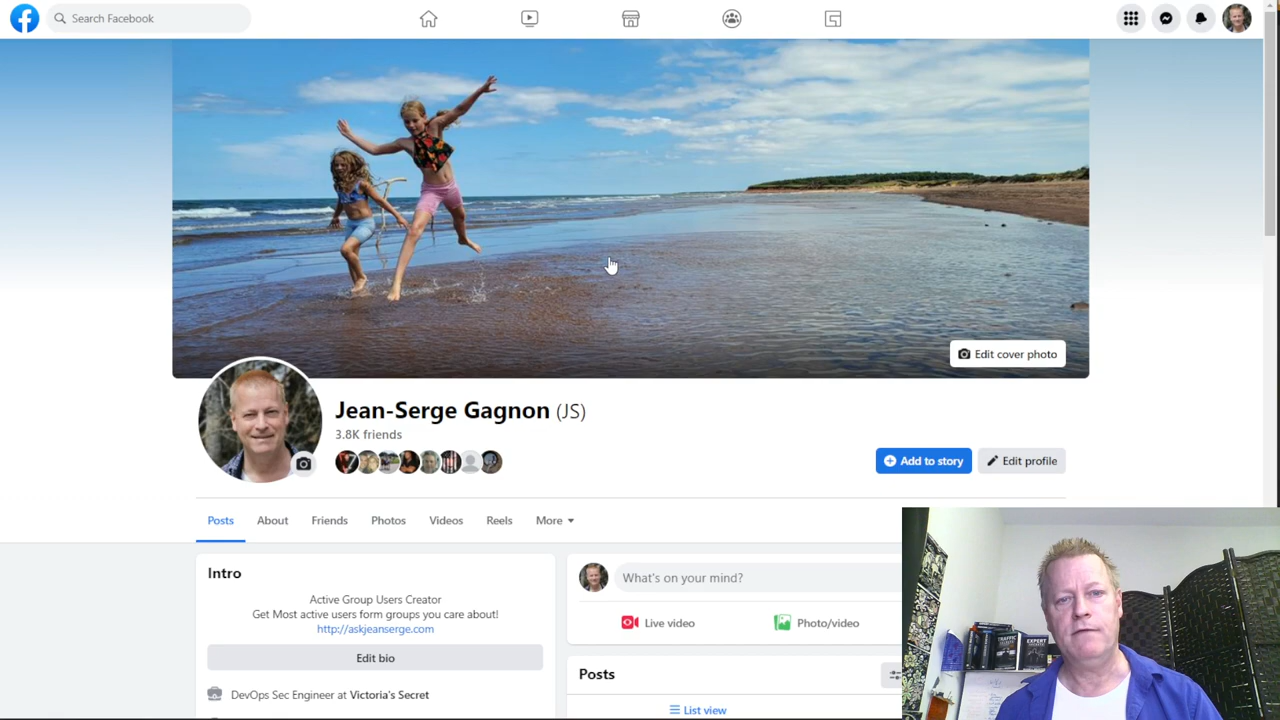 Search Facebook
Edit cover photo
Jean-Serge Gagnon (JS)
3.8K friends
Add to story
Edit profile
Posts
About
Friends
Photos
Videos
Reels
More
Intro
Active Group Users Creator
Get Most active users form groups you care about!
http://askjeanserge.com
Edit bio
DevOps Sec Engineer at Victoria's Secret
What's on your mind?
Live video
Photo/video
Posts
List view
TRAFFIC
EXPERT